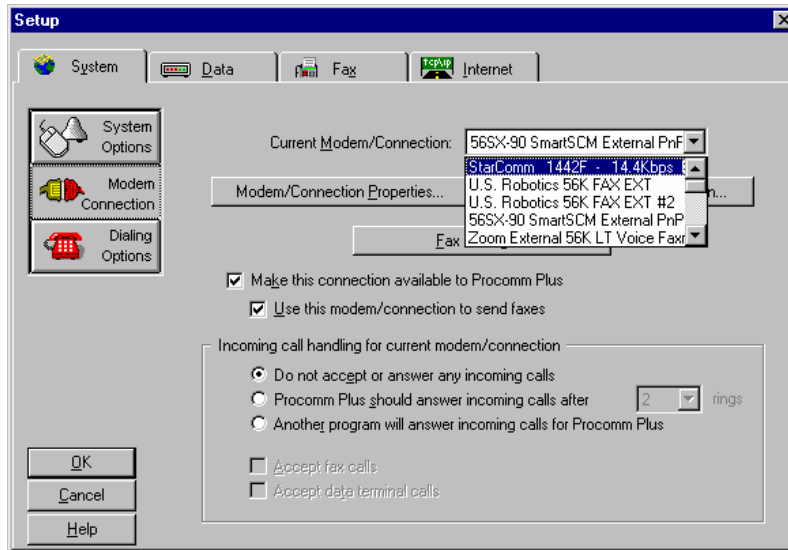 Setup
System
Data
Fax
tcp/ip
Internet
System
Options
Modem
Connection
Dialing
Options
Current Modem/Connection:
56SX-90 SmartSCM External PnP
StarComm 1442F - 14.4Kbps
U.S. Robotics 56K FAX EXT
U.S. Robotics 56K FAX EXT #2
56SX-90 SmartSCM External PnP
Zoom External 56K LT Voice
Modem/Connection Properties...
Fax
Make this connection available to Procomm Plus
Use this modem/connection to send faxes
Incoming call handling for current modem/connection
Do not accept or answer any incoming calls
Procomm Plus should answer incoming calls after
2
rings
Another program will answer incoming calls for Procomm Plus
Accept fax calls
Accept data terminal calls
OK
Cancel
Help